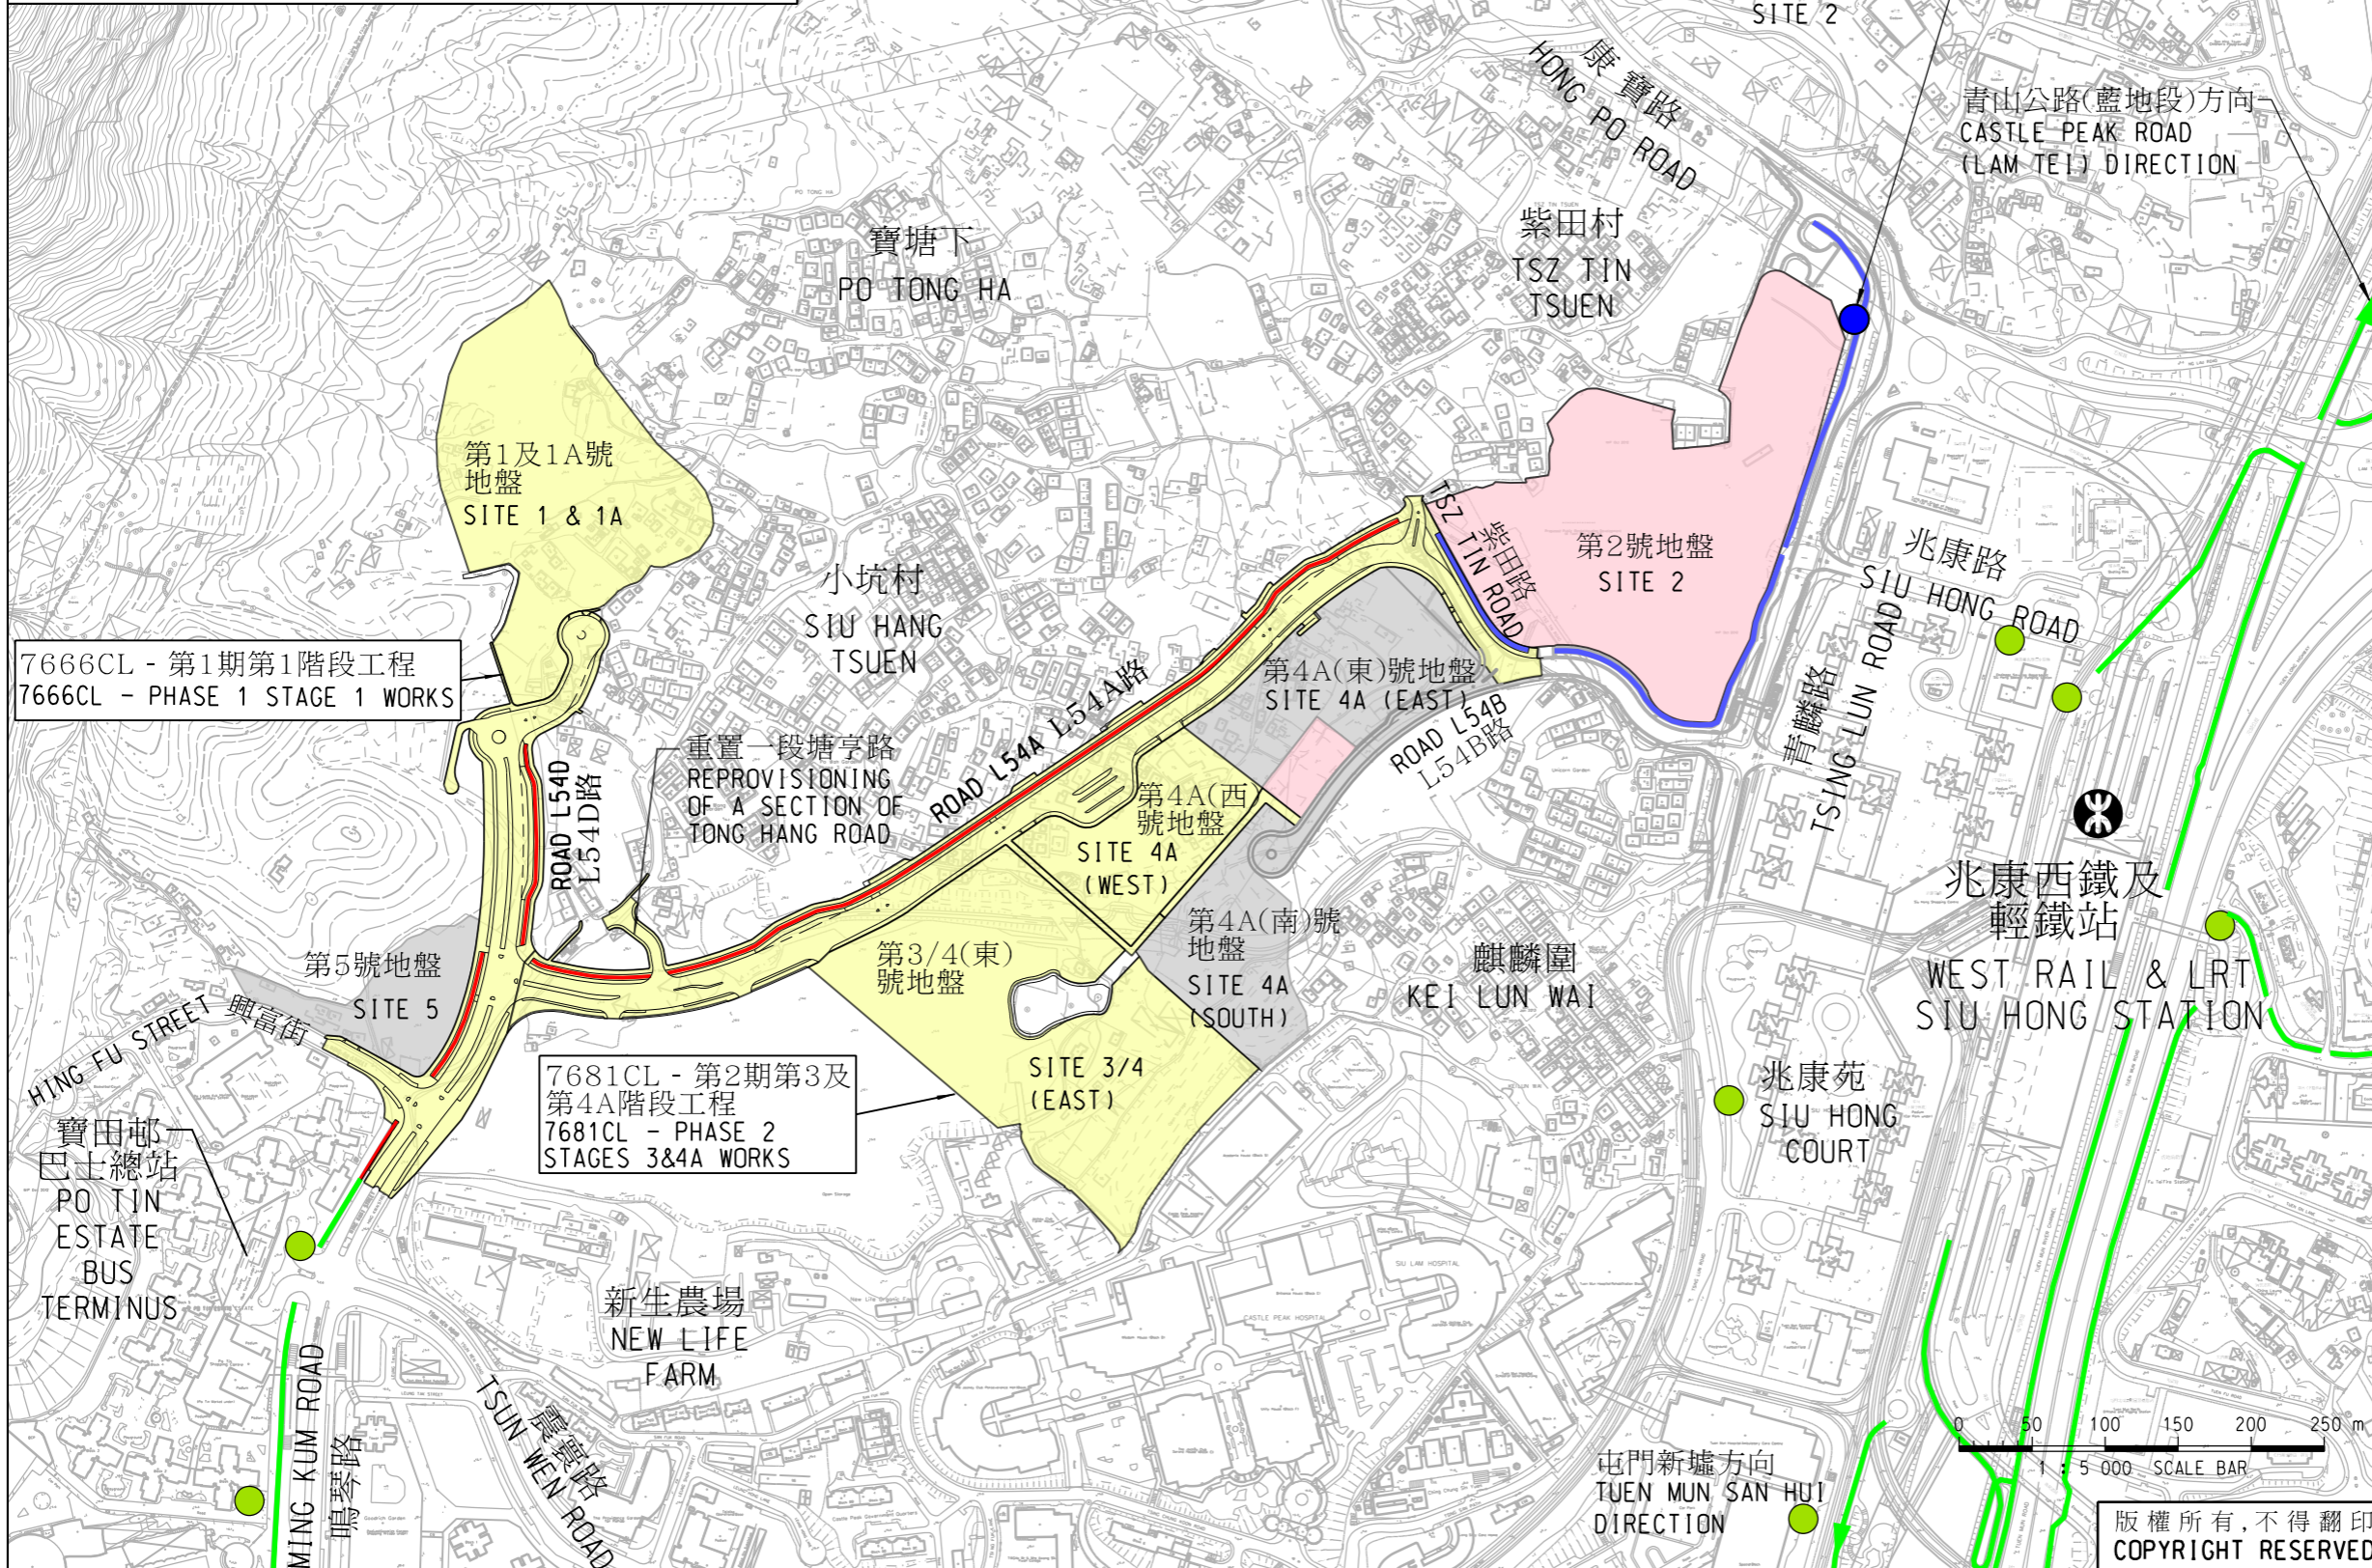 SITE 2
康寶路
HONG PO ROAD
青山公路(藍地段)方向
CASTLE PEAK ROAD
(LAM TEI) DIRECTION
寶塘下
PO TONG HA
PO TONG HA
紫田村
TSZ TIN
TSUEN
TSZ TIN TSUEN
第1及1A號
地盤
SITE 1 & 1A
紫田路
TSZ TIN ROAD
第2號地盤
SITE 2
兆康路
SIU HONG ROAD
小坑村
SIU HANG
TSUEN
SIU HANG TSUEN
7666CL - 第1期第1階段工程
7666CL - PHASE 1 STAGE 1 WORKS
第4A(東)號地盤
SITE 4A (EAST)
ROAD L54A L54A路
ROAD L54B
L54B路
青麟路
TSING LUN ROAD
ROAD L54D
L54D路
重置一段塘亨路
REPROVISIONING
OF A SECTION OF
TONG HANG ROAD
第4A(西)
號地盤
SITE 4A
(WEST)
兆康西鐵及
輕鐵站
WEST RAIL & LRT
SIU HONG STATION
第5號地盤
SITE 5
第3/4(東)
號地盤
第4A(南)號
地盤
SITE 4A
(SOUTH)
麒麟圍
KEI LUN WAI
HING FU STREET 興富街
SITE 3/4
(EAST)
7681CL - 第2期第3及
第4A階段工程
7681CL - PHASE 2
STAGES 3&4A WORKS
兆康苑
SIU HONG
COURT
寶田邨
巴士總站
PO TIN
ESTATE
BUS
TERMINUS
新生農場
NEW LIFE
FARM
SIU LAM HOSPITAL
CASTLE PEAK HOSPITAL
MING KUM ROAD
鳴琴路
震寰路
TSUN WEN ROAD
屯門新墟方向
TUEN MUN SAN HUI
DIRECTION
0 50 100 150 200 250 m
1 : 5 000 SCALE BAR
版權所有,不得翻印
COPYRIGHT RESERVED